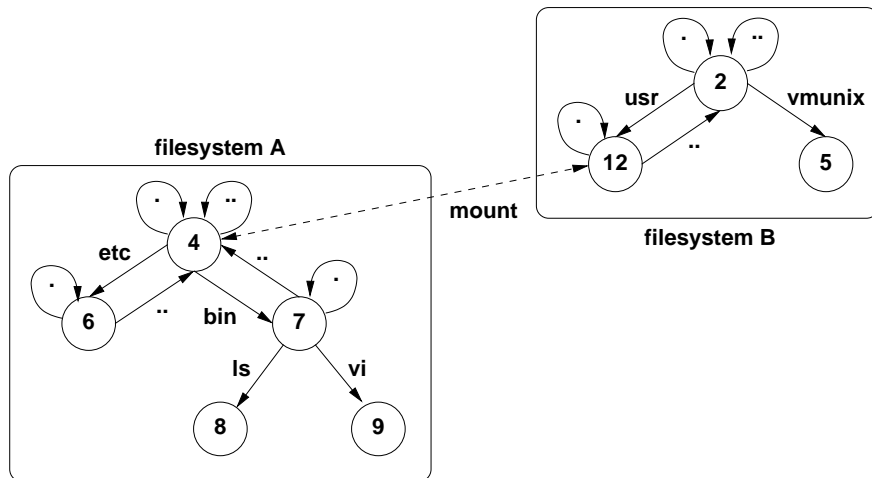 . ..
2
usr vmunix
.
12 .. 5
filesystem B
mount
filesystem A
. ..
4
etc ..
. .
6 .. bin 7
ls vi
8 9